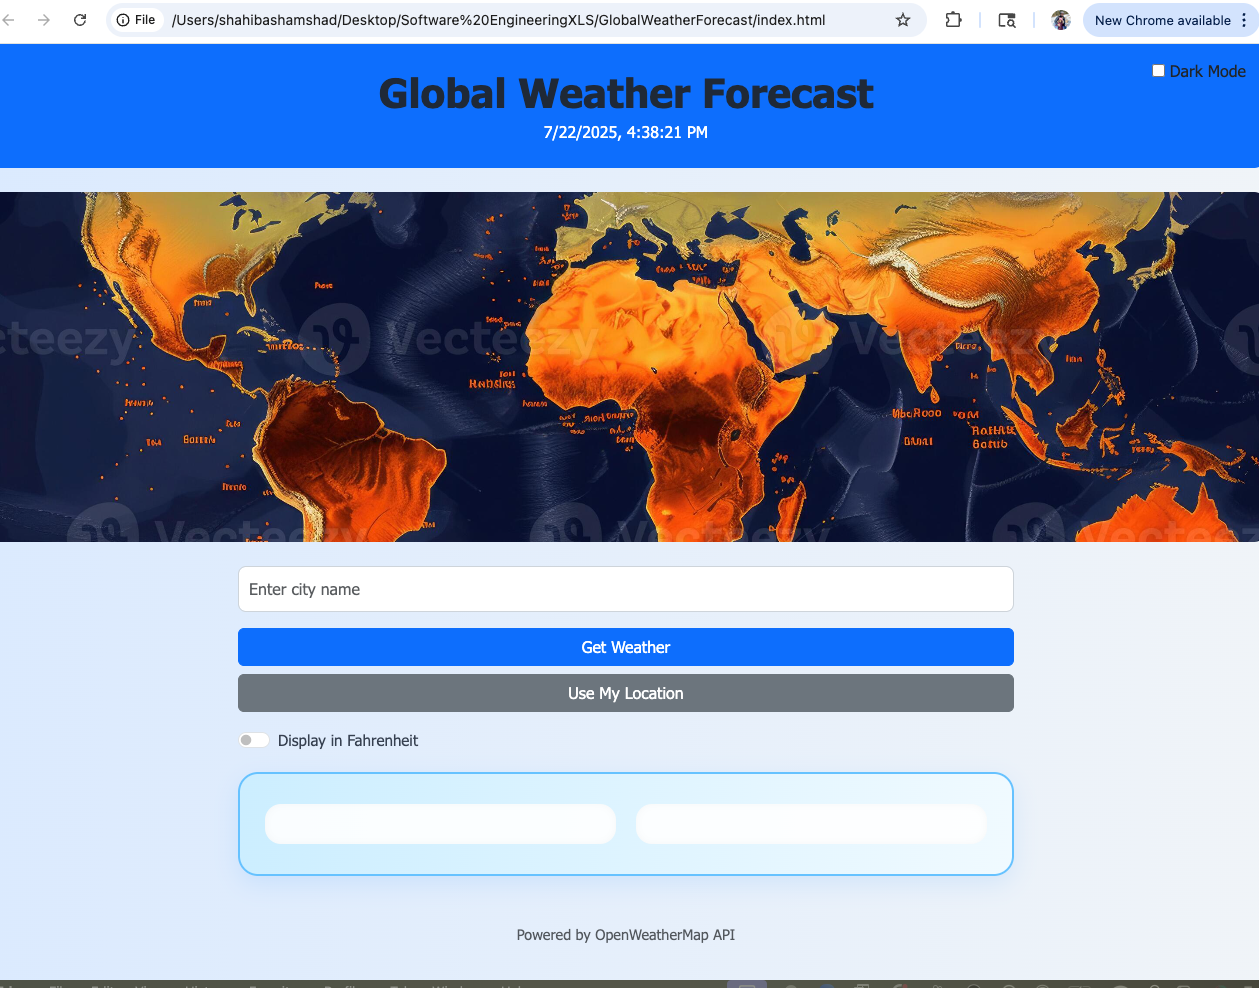 File /Users/shahibashamshad/Desktop/Software%20EngineeringXLS/GlobalWeatherForecast/index.html New Chrome available
Dark Mode
Global Weather Forecast
7/22/2025, 4:38:21 PM
Vecteezy
Vecteezy
Enter city name
Get Weather
Use My Location
Display in Fahrenheit
Powered by OpenWeatherMap API